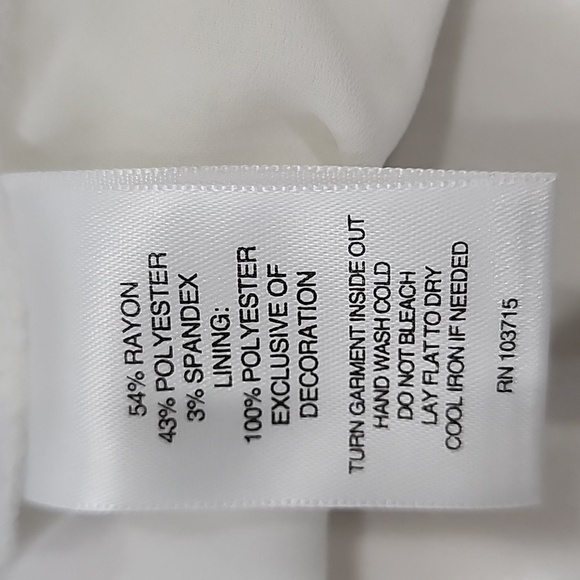 54% RAYON
43% POLYESTER
3% SPANDEX
LINING:
100% POLYESTER
EXCLUSIVE OF
DECORATION
TURN GARMENT INSIDE OUT
HAND WASH COLD
DO NOT BLEACH
LAY FLAT TO DRY
COOL IRON IF NEEDED
RN 103715